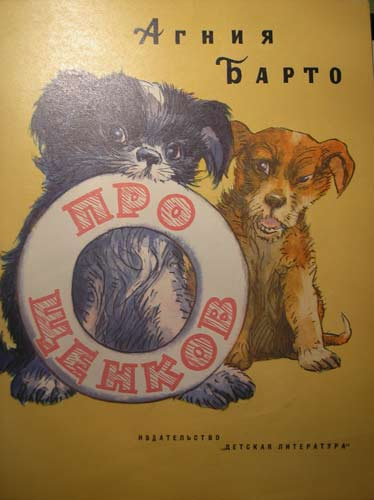 Агния
Барто
ПРО
ЩЕНКОВ
ИЗДАТЕЛЬСТВО
„ДЕТСКАЯ ЛИТЕРАТУРА"